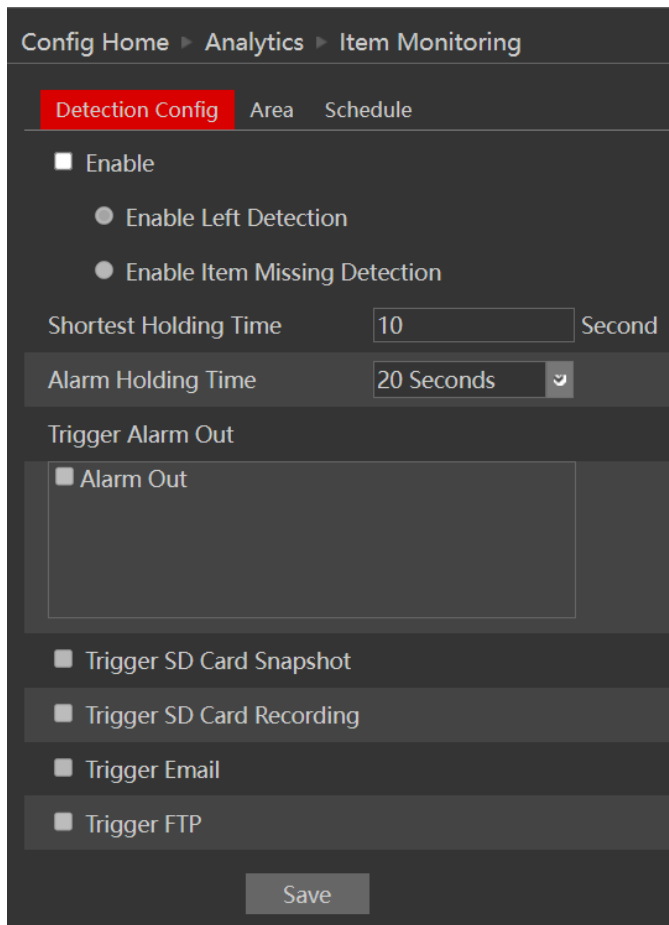 Config Home ▶ Analytics ▶ Item Monitoring
Detection Config Area Schedule
Enable
Enable Left Detection
Enable Item Missing Detection
Shortest Holding Time 10 Second
Alarm Holding Time 20 Seconds
Trigger Alarm Out
Alarm Out
Trigger SD Card Snapshot
Trigger SD Card Recording
Trigger Email
Trigger FTP
Save